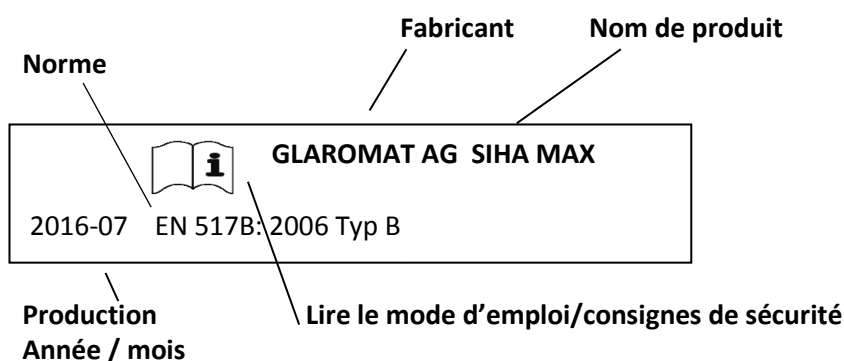 Fabricant Nom de produit
Norme
i GLAROMAT AG SIHA MAX
2016-07 EN 517B: 2006 Typ B
Production Lire le mode d’emploi/consignes de sécurité
Année / mois